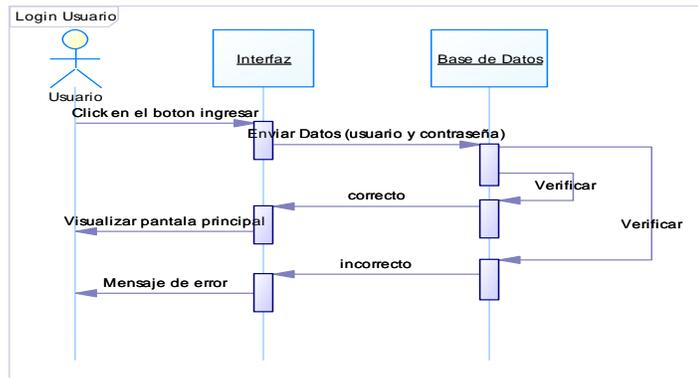 Login Usuario
Interfaz
Base de Datos
Usuario
Click en el boton ingresar
Enviar Datos (usuario y contraseña)
Verificar
correcto
Visualizar pantala principal
Verificar
incorrecto
Mensaje de error